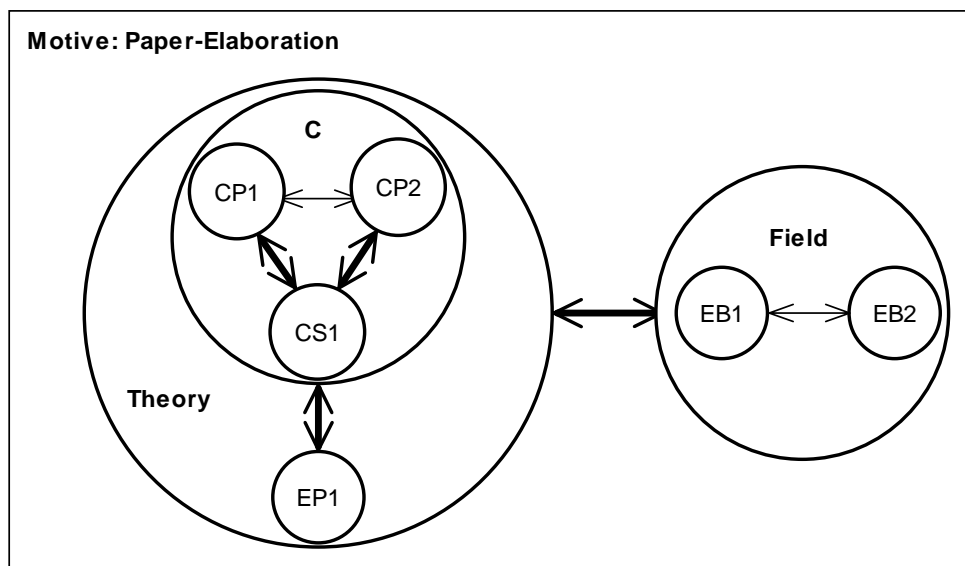 Motive: Paper-Elaboration
C
CP1
CP2
CS1
Theory
EP1
Field
EB1
EB2